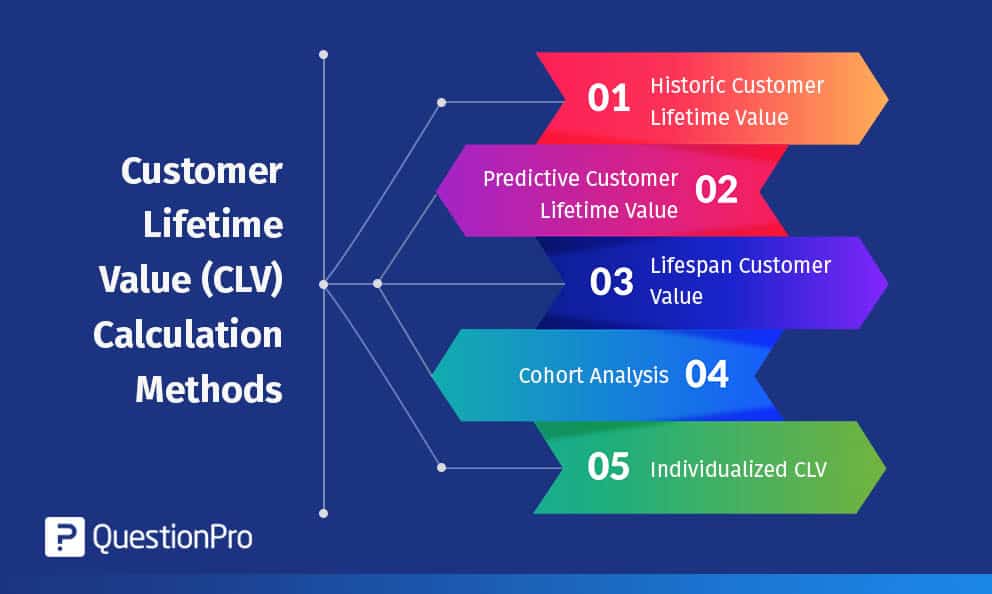 Customer
Lifetime
Value (CLV)
Calculation
Methods
01
Historic Customer
Lifetime Value
Predictive Customer
Lifetime Value
02
03
Lifespan Customer
Value
Cohort Analysis 04
05 Individualized CLV
QuestionPro